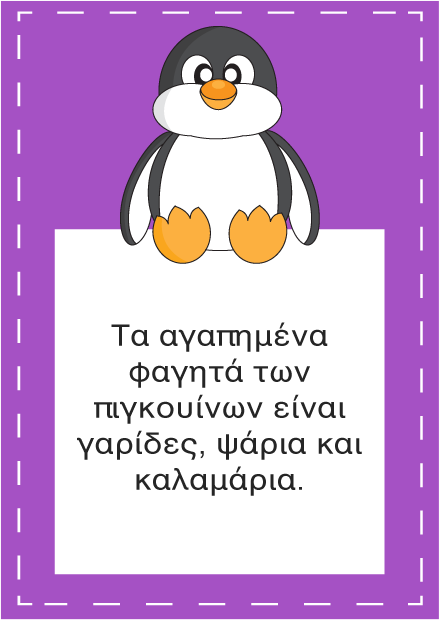 Τα αγαπημένα
φαγητά των
πιγκουίνων είναι
γαρίδες, ψάρια και
καλαμάρια.